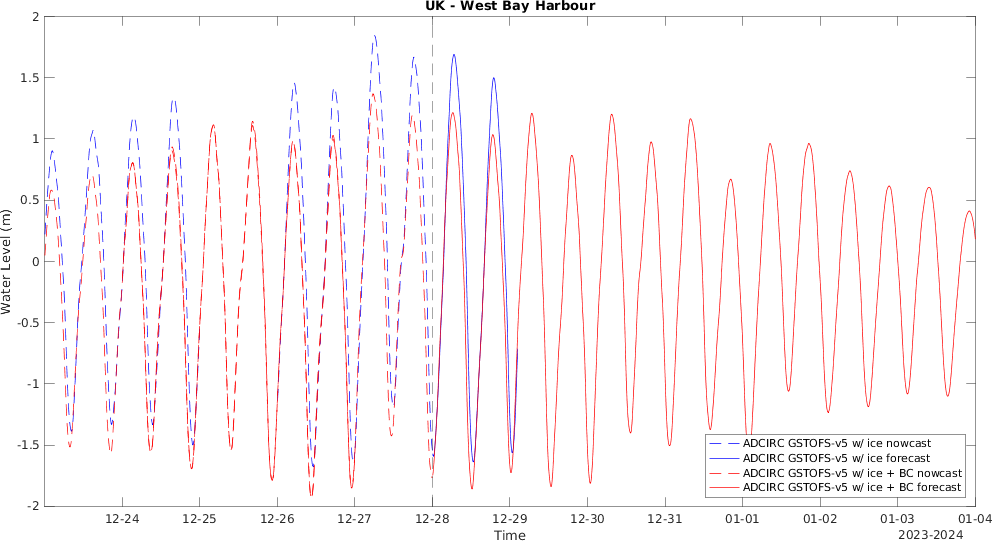 UK - West Bay Harbour
2
1.5
1
0.5
0
-0.5
-1
-1.5
-2
Water Level (m)
ADCIRC GSTOFS-v5 w/ ice nowcast
ADCIRC GSTOFS-v5 w/ ice forecast
ADCIRC GSTOFS-v5 w/ ice + BC nowcast
ADCIRC GSTOFS-v5 w/ ice + BC forecast
12-24 12-25 12-26 12-27 12-28 12-29 12-30 12-31 01-01 01-02 01-03 01-04
Time
2023-2024